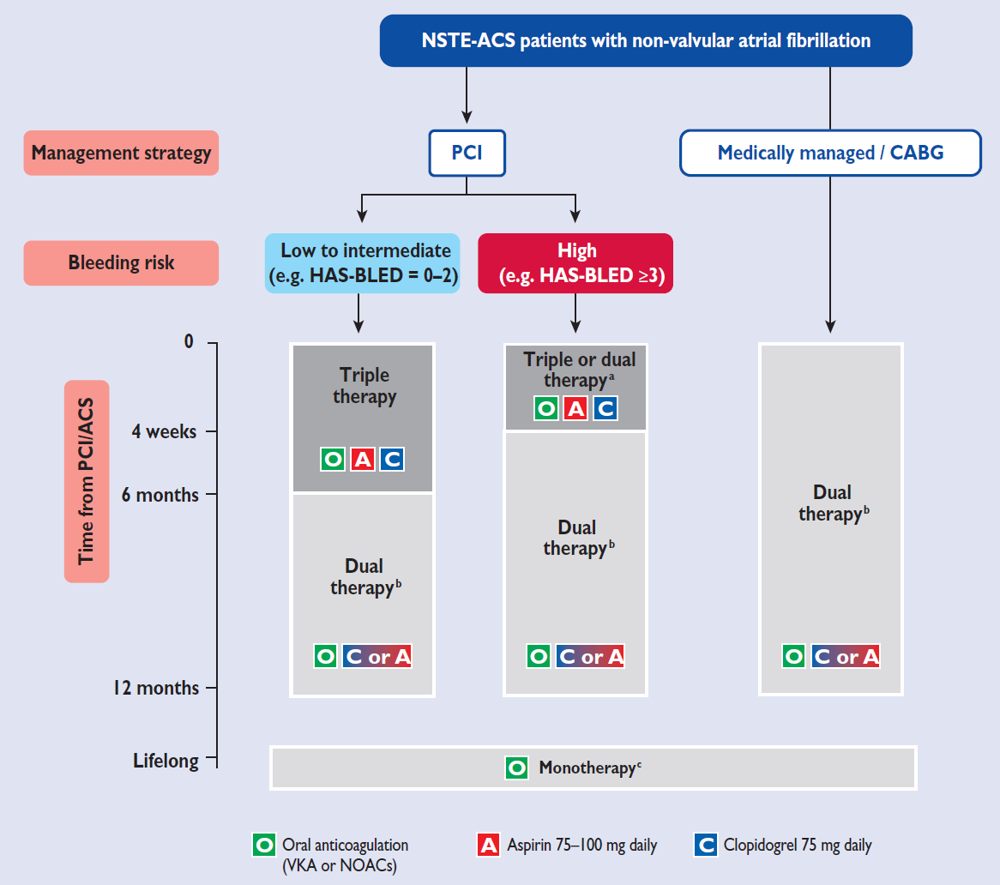 NSTE-ACS patients with non-valvular atrial fibrillation
Management strategy
PCI
Medically managed / CABG
Bleeding risk
Low to intermediate
(e.g. HAS-BLED = 0–2)
High
(e.g. HAS-BLED ≥3)
Time from PCI/ACS
0
4 weeks
6 months
12 months
Lifelong
Triple
therapy
O A C
Dual
therapyᵇ
O C or A
Triple or dual
therapyᵃ
O A C
Dual
therapyᵇ
O C or A
Dual
therapyᵇ
O C or A
O Monotherapyᶜ
O Oral anticoagulation
(VKA or NOACs)
A Aspirin 75–100 mg daily
C Clopidogrel 75 mg daily